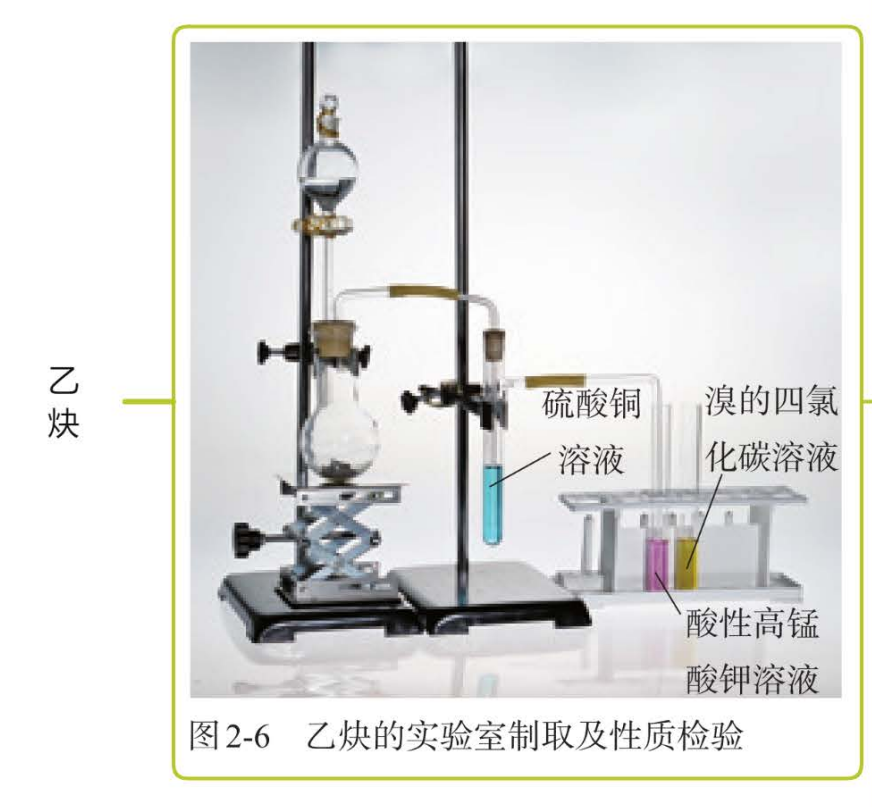 乙
炔
硫酸铜
溶液
溴的四氯
化碳溶液
酸性高锰
酸钾溶液
图2-6 乙炔的实验室制取及性质检验